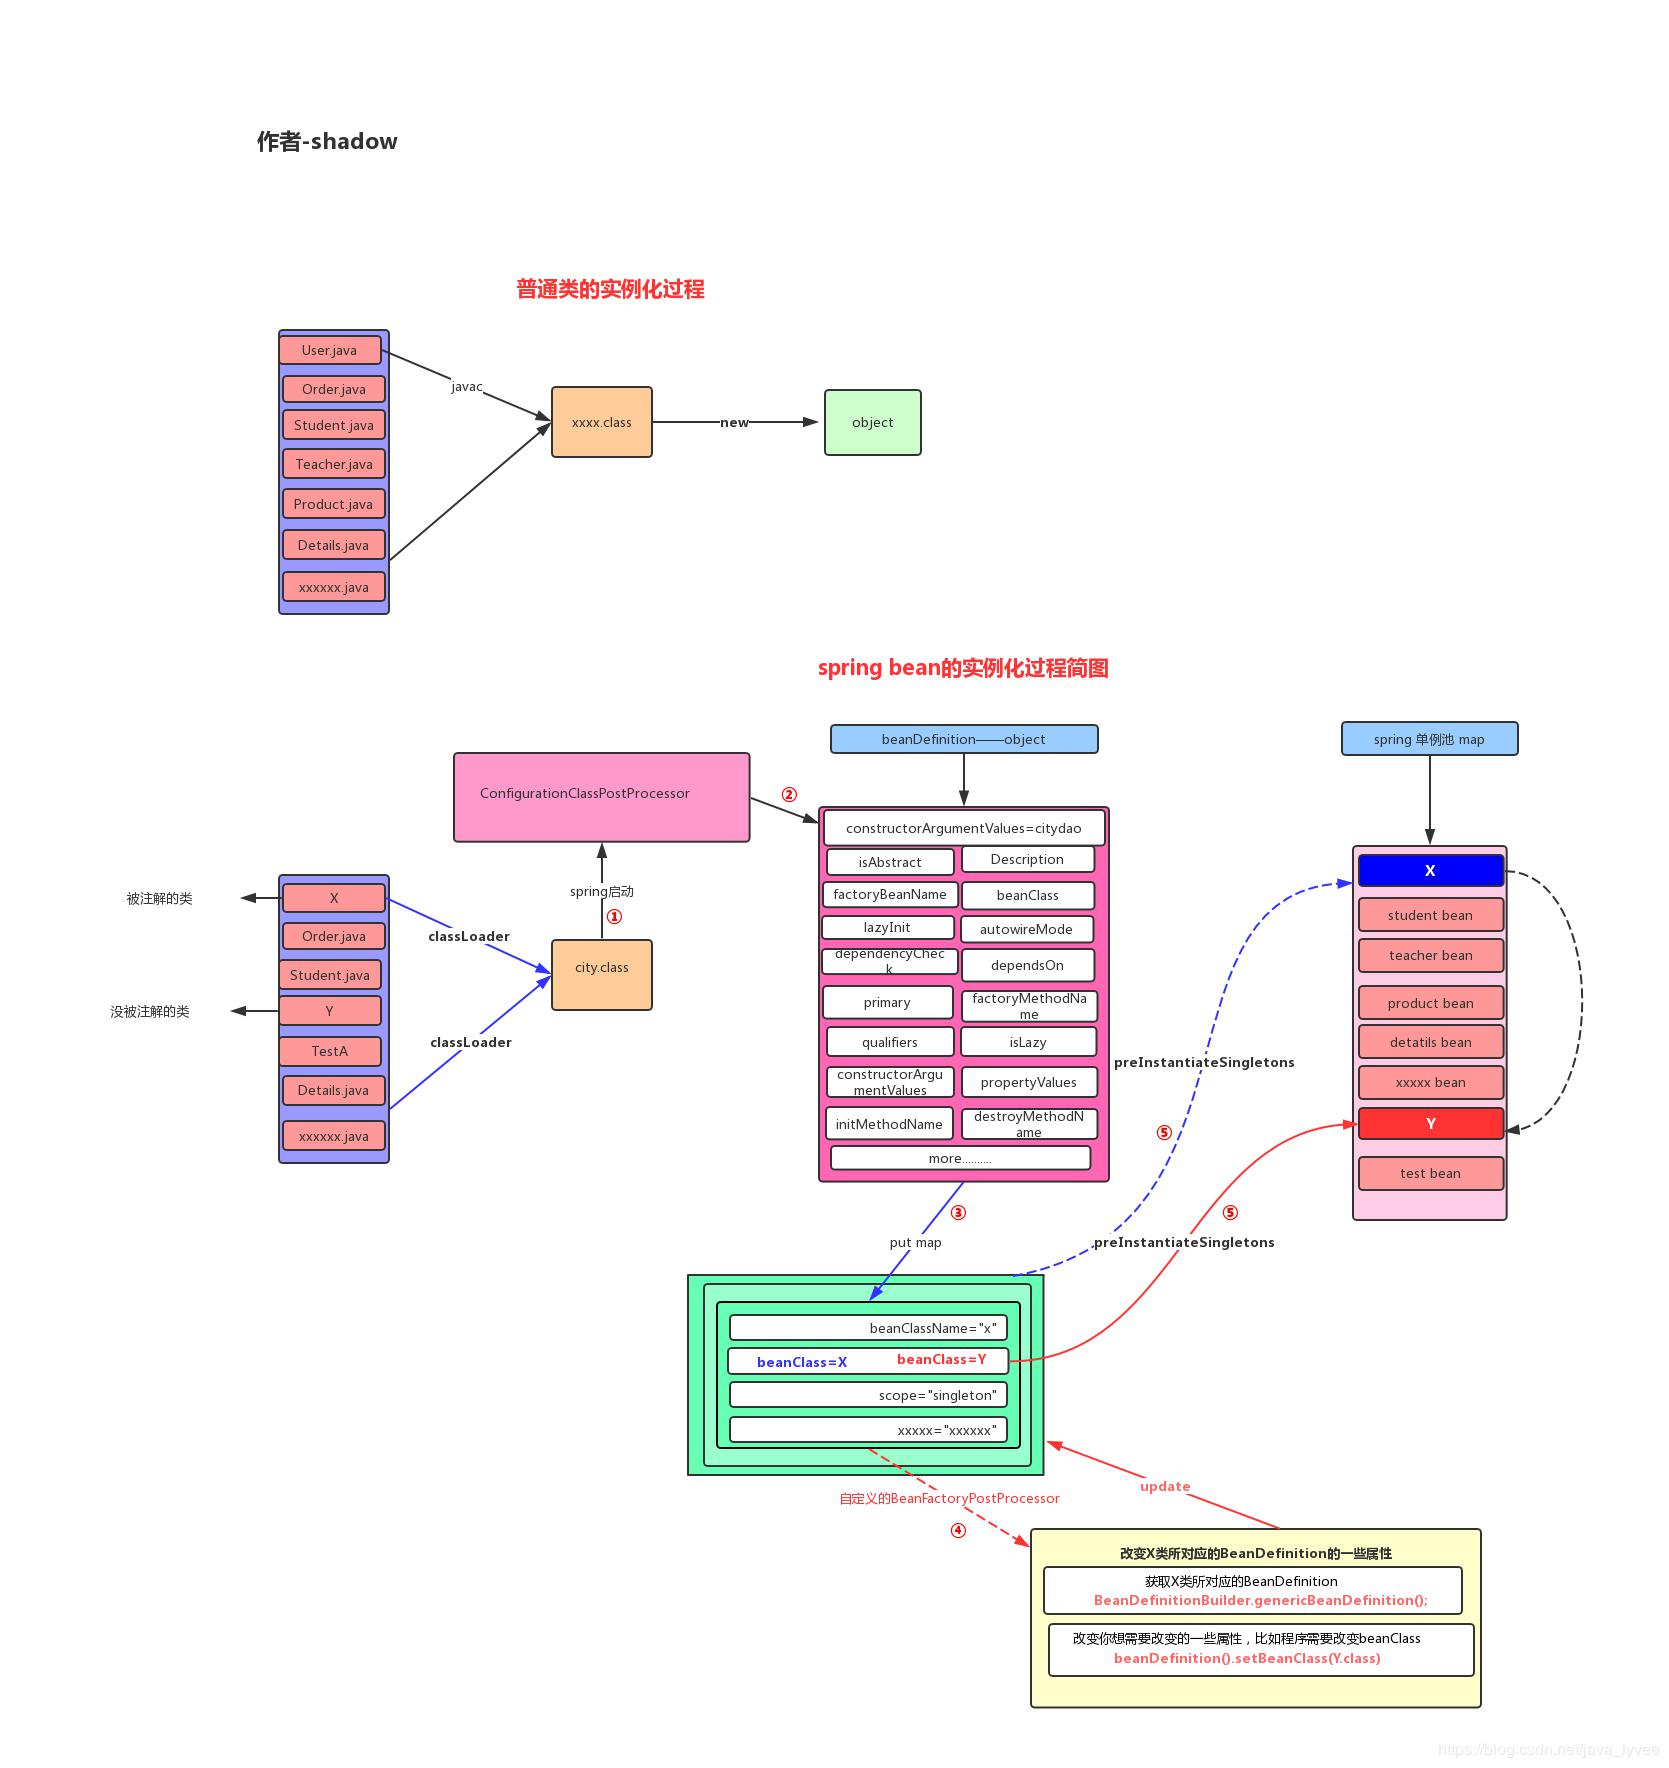 作者-shadow
普通类的实例化过程
User.java
Order.java
Student.java
Teacher.java
Product.java
Details.java
xxxxxx.java
javac
xxxx.class
new
object
spring bean的实例化过程简图
beanDefinition——object
spring 单例池 map
ConfigurationClassPostProcessor
②
spring启动
①
被注解的类
没被注解的类
X
Order.java
Student.java
Y
TestA
Details.java
xxxxxx.java
classLoader
classLoader
city.class
constructorArgumentValues=citydao
isAbstract
Description
factoryBeanName
beanClass
lazyInit
autowireMode
dependencyChec
k
dependsOn
primary
factoryMethodNa
me
qualifiers
isLazy
constructorArgu
mentValues
propertyValues
initMethodName
destroyMethodN
ame
more..........
X
student bean
teacher bean
product bean
detatils bean
xxxxx bean
Y
test bean
preInstantiateSingletons
⑤
⑤
preInstantiateSingletons
③
put map
beanClassName="x"
beanClass=X
beanClass=Y
scope="singleton"
xxxxx="xxxxxx"
自定义的BeanFactoryPostProcessor
④
update
改变X类所对应的BeanDefinition的一些属性
获取X类所对应的BeanDefinition
BeanDefinitionBuilder.genericBeanDefinition();
改变你想需要改变的一些属性，比如程序需要改变beanClass
beanDefinition().setBeanClass(Y.class)
https://blog.csdn.net/java_lyvee